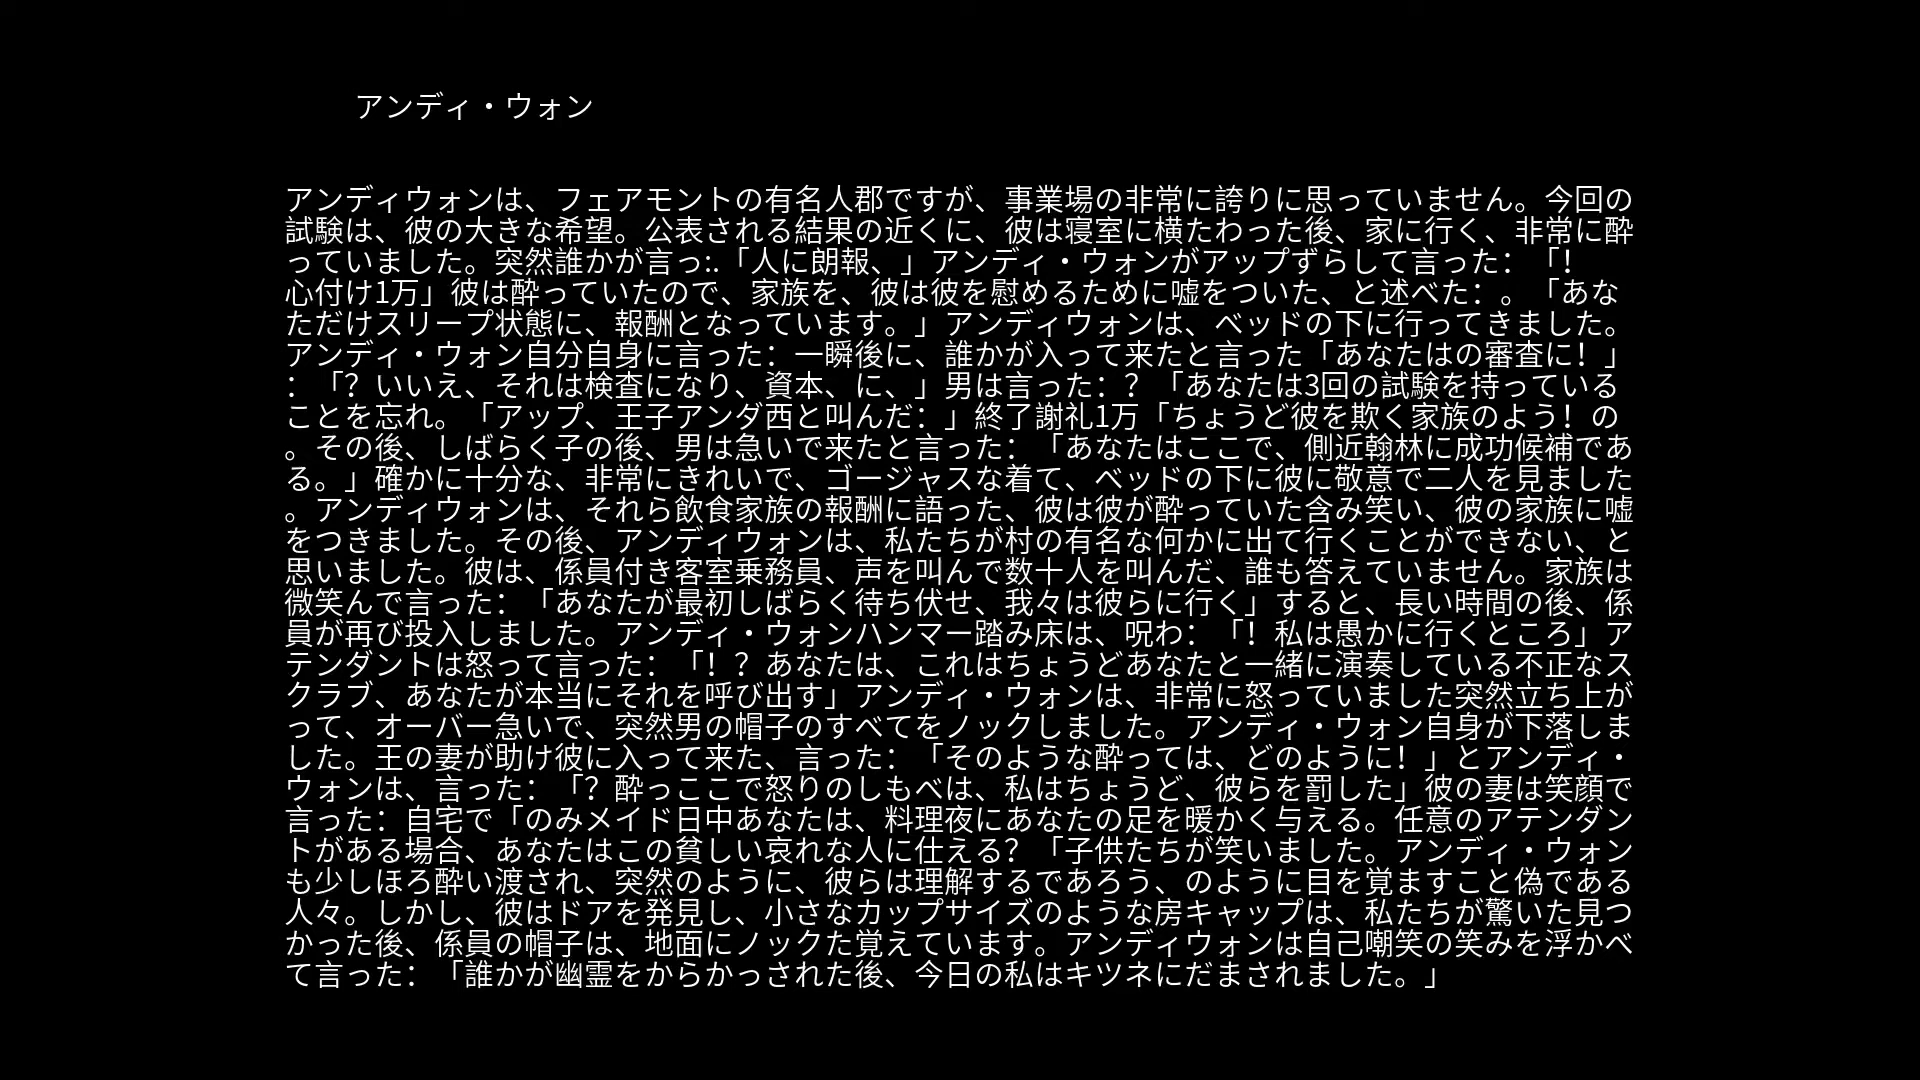 アンディ・ウォン
アンディウォンは、フェアモントの有名人郡ですが、事業場の非常に誇りに思っていません。今回の
試験は、彼の大きな希望。公表される結果の近くに、彼は寝室に横たわった後、家に行く、非常に酔
っていました。突然誰かが言っ:.「人に朗報、」アンディ・ウォンがアップずらして言った：「！
心付け1万」彼は酔っていたので、家族を、彼は彼を慰めるために嘘をついた、と述べた：。「あな
ただけスリープ状態に、報酬となっています。」アンディウォンは、ベッドの下に行ってきました。
アンディ・ウォン自分自身に言った：一瞬後に、誰かが入って来たと言った「あなたはの審査に！」
：「？いいえ、それは検査になり、資本、に、」男は言った：？「あなたは3回の試験を持っている
ことを忘れ。「アップ、王子アンダ西と叫んだ：」終了謝礼1万「ちょうど彼を欺く家族のよう！の
。その後、しばらく子の後、男は急いで来たと言った：「あなたはここで、側近翰林に成功候補であ
る。」確かに十分な、非常にきれいで、ゴージャスな着て、ベッドの下に彼に敬意で二人を見ました
。アンディウォンは、それら飲食家族の報酬に語った、彼は彼が酔っていた含み笑い、彼の家族に嘘
をつきました。その後、アンディウォンは、私たちが村の有名な何かに出て行くことができない、と
思いました。彼は、係員付き客室乗務員、声を叫んで数十人を叫んだ、誰も答えていません。家族は
微笑んで言った：「あなたが最初しばらく待ち伏せ、我々は彼らに行く」すると、長い時間の後、係
員が再び投入しました。アンディ・ウォンハンマー踏み床は、呪わ：「！私は愚かに行くところ」ア
テンダントは怒って言った：「！？あなたは、これはちょうどあなたと一緒に演奏している不正なス
クラブ、あなたが本当にそれを呼び出す」アンディ・ウォンは、非常に怒っていました突然立ち上が
って、オーバー急いで、突然男の帽子のすべてをノックしました。アンディ・ウォン自身が下落しま
した。王の妻が助け彼に入って来た、言った：「そのような酔っては、どのように！」とアンディ・
ウォンは、言った：「？酔っここで怒りのしもべは、私はちょうど、彼らを罰した」彼の妻は笑顔で
言った：自宅で「のみメイド日中あなたは、料理夜にあなたの足を暖かく与える。任意のアテンダン
トがある場合、あなたはこの貧しい哀れな人に仕える？「子供たちが笑いました。アンディ・ウォン
も少しほろ酔い渡され、突然のように、彼らは理解するであろう、のように目を覚ますこと偽である
人々。しかし、彼はドアを発見し、小さなカップサイズのような房キャップは、私たちが驚いた見つ
かった後、係員の帽子は、地面にノックた覚えています。アンディウォンは自己嘲笑の笑みを浮かべ
て言った：「誰かが幽霊をからかっされた後、今日の私はキツネにだまされました。」